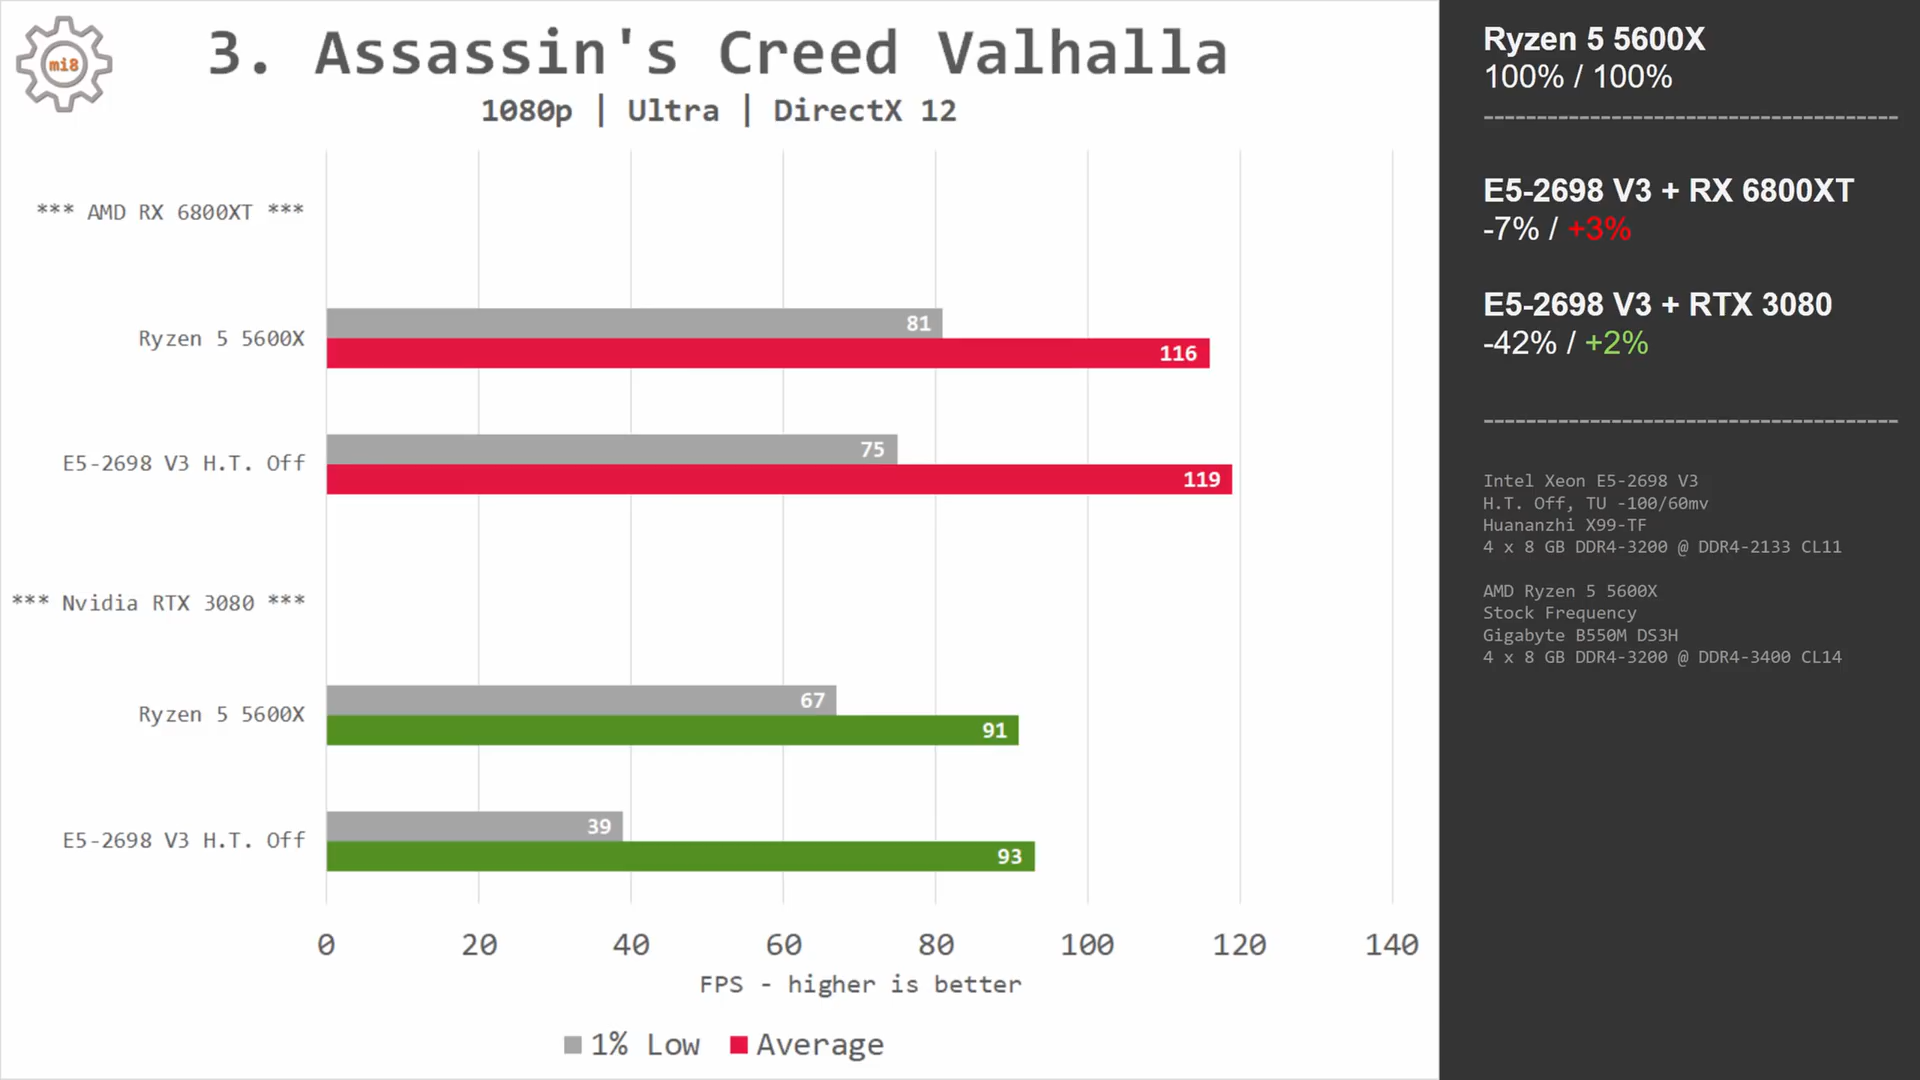 mi8
3. Assassin's Creed Valhalla
1080p | Ultra | DirectX 12
*** AMD RX 6800XT ***
Ryzen 5 5600X
81
116
E5-2698 V3 H.T. Off
75
119
*** Nvidia RTX 3080 ***
Ryzen 5 5600X
67
91
E5-2698 V3 H.T. Off
39
93
0 20 40 60 80 100 120 140
FPS - higher is better
1% Low Average
Ryzen 5 5600X
100% / 100%
---------------------------------------
E5-2698 V3 + RX 6800XT
-7% / +3%
E5-2698 V3 + RTX 3080
-42% / +2%
---------------------------------------
Intel Xeon E5-2698 V3
H.T. Off, TU -100/60mv
Huananzhi X99-TF
4 x 8 GB DDR4-3200 @ DDR4-2133 CL11
AMD Ryzen 5 5600X
Stock Frequency
Gigabyte B550M DS3H
4 x 8 GB DDR4-3200 @ DDR4-3400 CL14